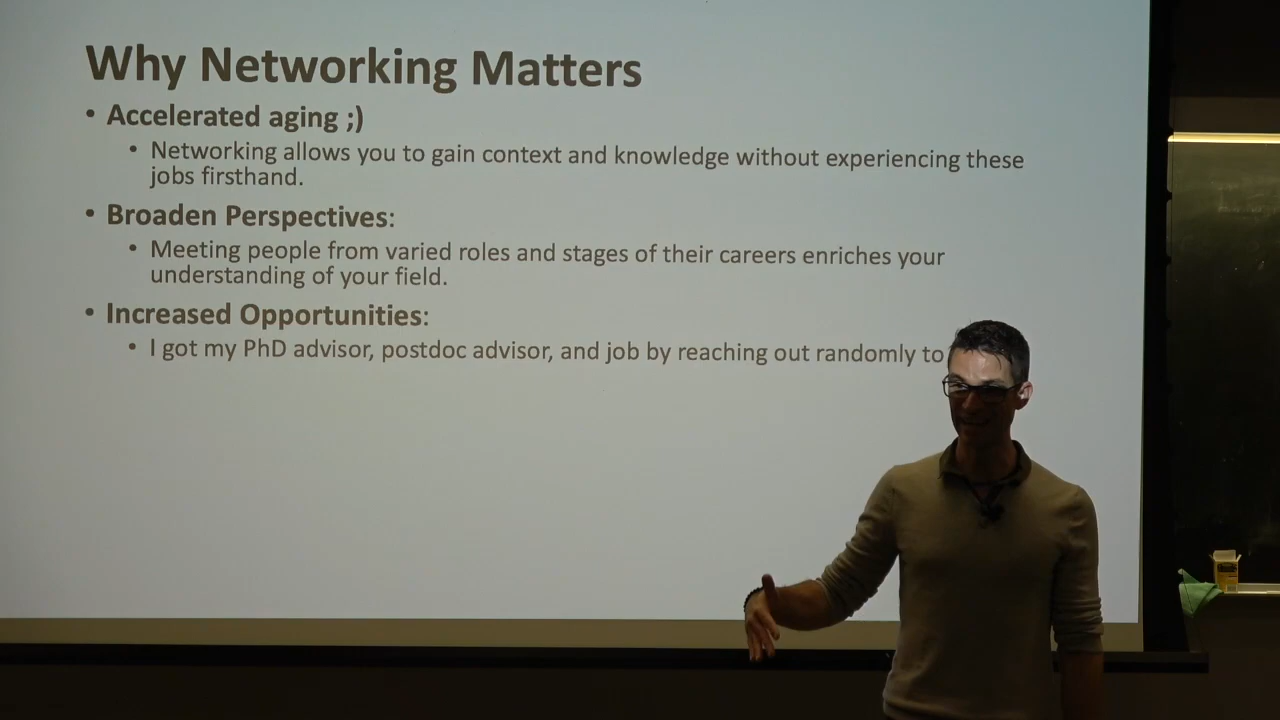 Why Networking Matters
• Accelerated aging ;)
• Networking allows you to gain context and knowledge without experiencing these
jobs firsthand.
• Broaden Perspectives:
• Meeting people from varied roles and stages of their careers enriches your
understanding of your field.
• Increased Opportunities:
• I got my PhD advisor, postdoc advisor, and job by reaching out randomly to